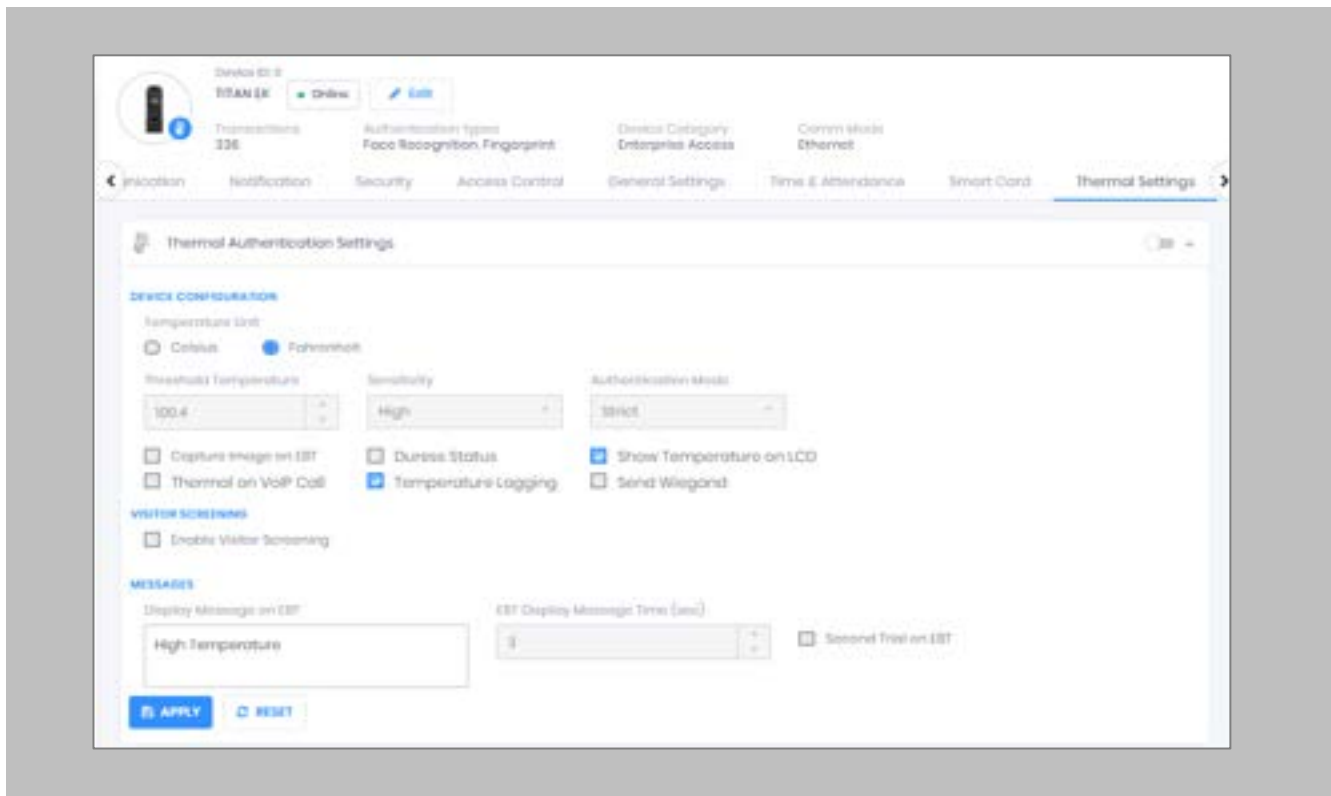 Device ID: 0
TITAN EK Online Edit
Transactions Authentication Types Device Category Comm Mode
336 Face Recognition, Fingerprint Enterprise Access Ethernet
nication Notification Security Access Control General Settings Time & Attendance Smart Card Thermal Settings
Thermal Authentication Settings
DEVICE CONFIGURATION
Temperature Unit
Celsius Fahrenheit
Threshold Temperature Sensitivity Authentication Mode
100.4 High Strict
Capture Image on EBT Duress Status Show Temperature on LCD
Thermal on VoIP Call Temperature Logging Send Wiegand
VISITOR SCREENING
Enable Visitor Screening
MESSAGES
Display Message on EBT EBT Display Message Time (sec)
High Temperature 3 Second Trial on EBT
APPLY RESET